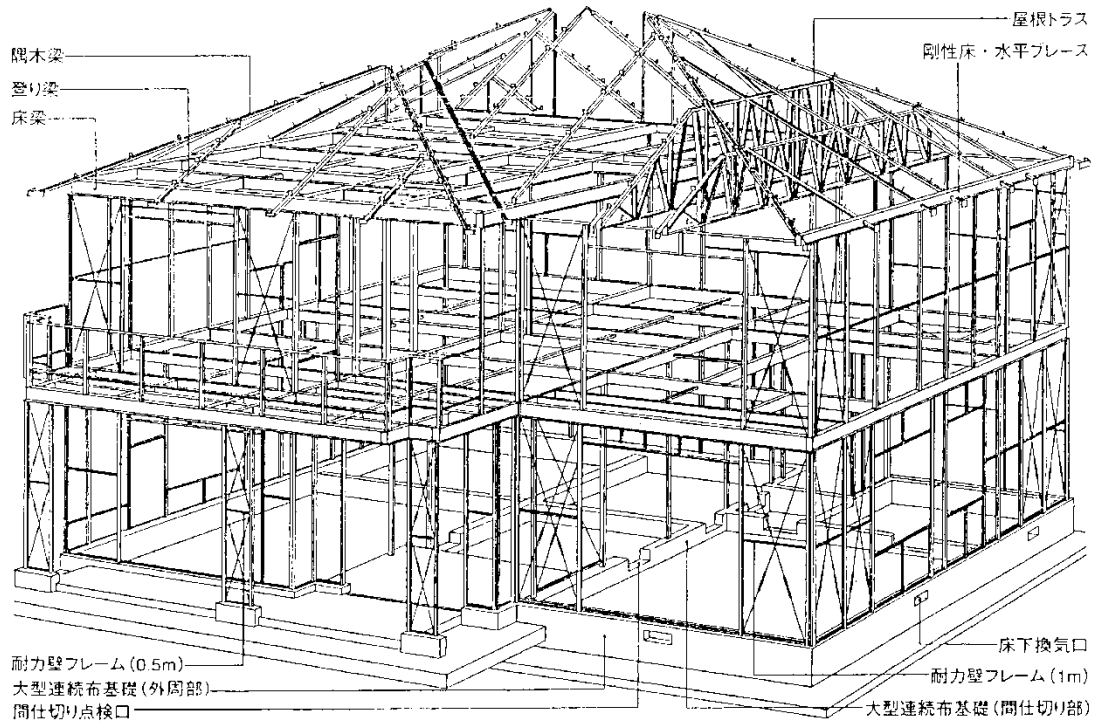 隅木梁
登り梁
床梁
屋根トラス
剛性床・水平ブレース
耐力壁フレーム(0.5m)
大型連続布基礎(外周部)
間仕切り点検口
床下換気口
耐力壁フレーム(1m)
大型連続布基礎(間仕切り部)